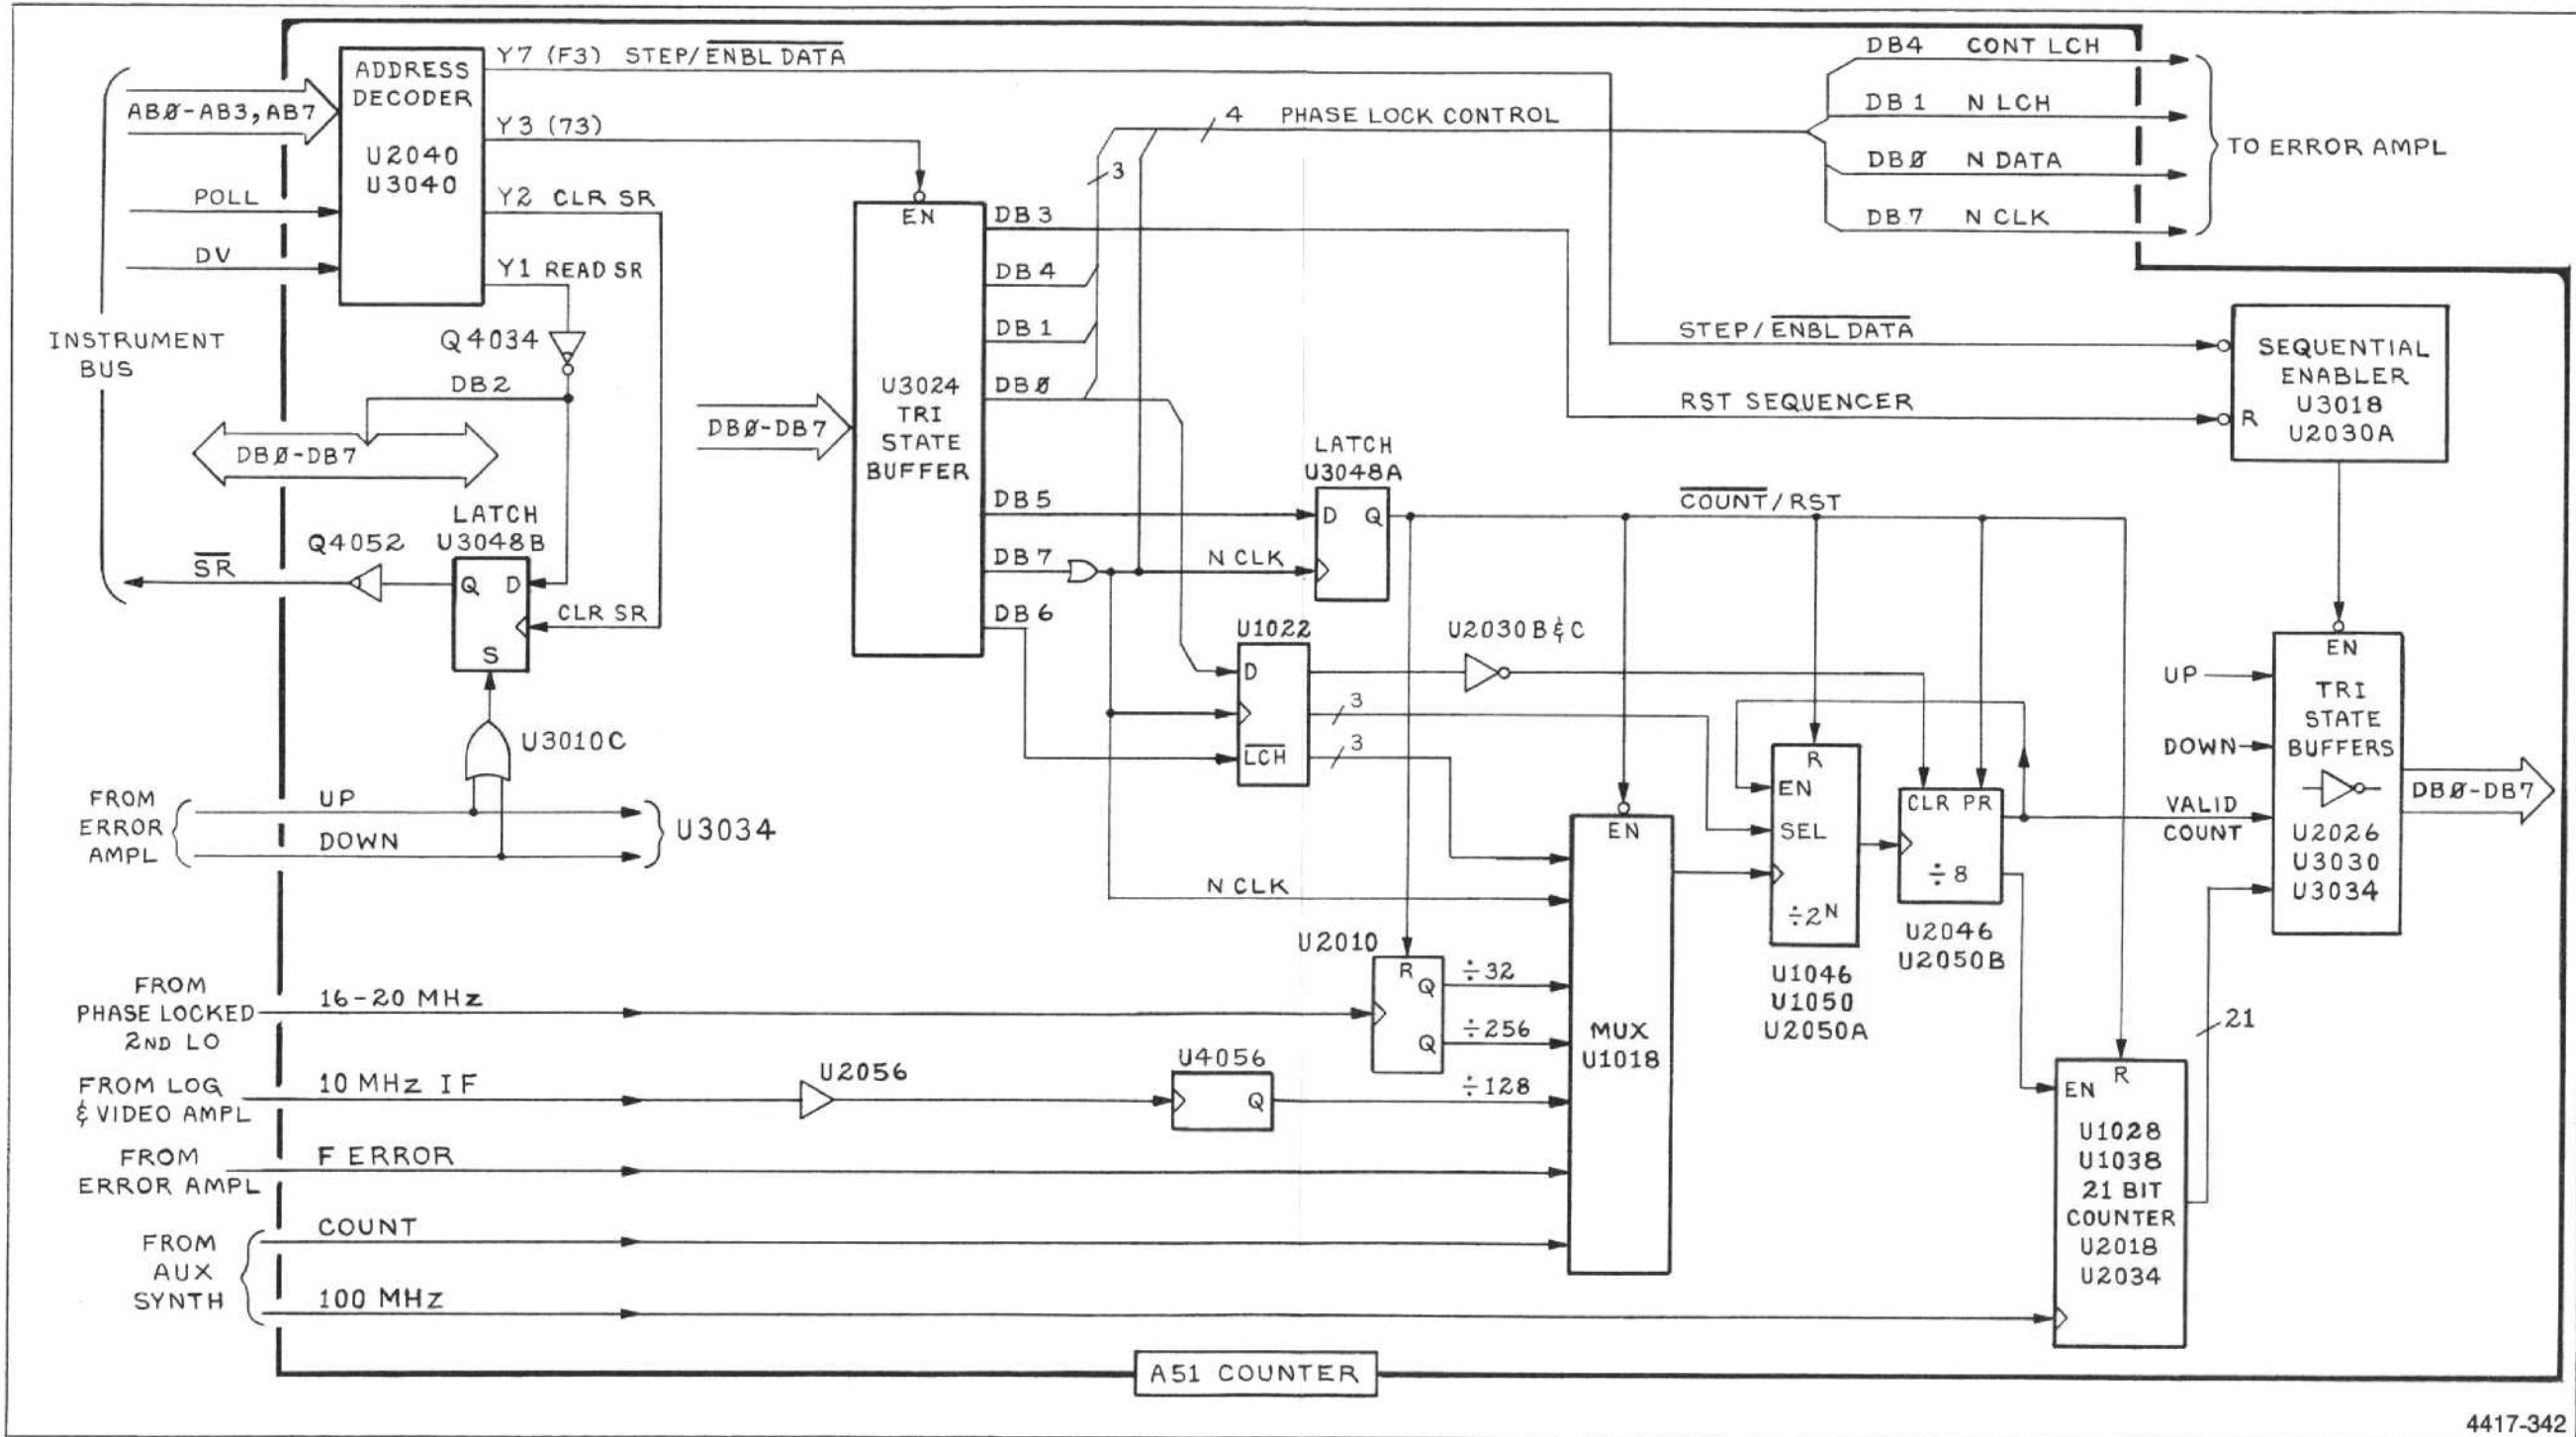 Y7 (F3) STEP/ENBL DATA
ADDRESS
DECODER
U2040
U3040
AB0-AB3, AB7
POLL
DV
Y3 (73)
Y2 CLR SR
Y1 READ SR
INSTRUMENT
BUS
Q4034
DB2
DB0-DB7
LATCH
U3048B
Q4052
SR
Q D
S
CLR SR
U3010C
FROM
ERROR
AMPL
UP
DOWN
U3034
4 PHASE LOCK CONTROL
3
DB4 CONT LCH
DB1 N LCH
DB0 N DATA
DB7 N CLK
TO ERROR AMPL
DB0-DB7
EN
U3024
TRI
STATE
BUFFER
DB3
DB4
DB1
DB0
DB5
DB7
DB6
N CLK
LATCH
U3048A
D Q
COUNT/RST
STEP/ENBL DATA
RST SEQUENCER
SEQUENTIAL
ENABLER
U3018
U2030A
R
U1022
D
LCH
U2030B&C
3
3
N CLK
U2010
R
Q
Q
÷32
÷256
÷128
EN
MUX
U1018
R
EN
SEL
÷2N
U1046
U1050
U2050A
CLR PR
÷8
U2046
U2050B
UP
DOWN
VALID
COUNT
EN
TRI
STATE
BUFFERS
U2026
U3030
U3034
DB0-DB7
21
FROM
PHASE LOCKED
2ND LO
16-20 MHz
FROM LOG
& VIDEO AMPL
10 MHz IF
U2056
U4056
Q
FROM
ERROR AMPL
F ERROR
FROM
AUX
SYNTH
COUNT
100 MHz
R
EN
U1028
U1038
21 BIT
COUNTER
U2018
U2034
A51 COUNTER
4417-342